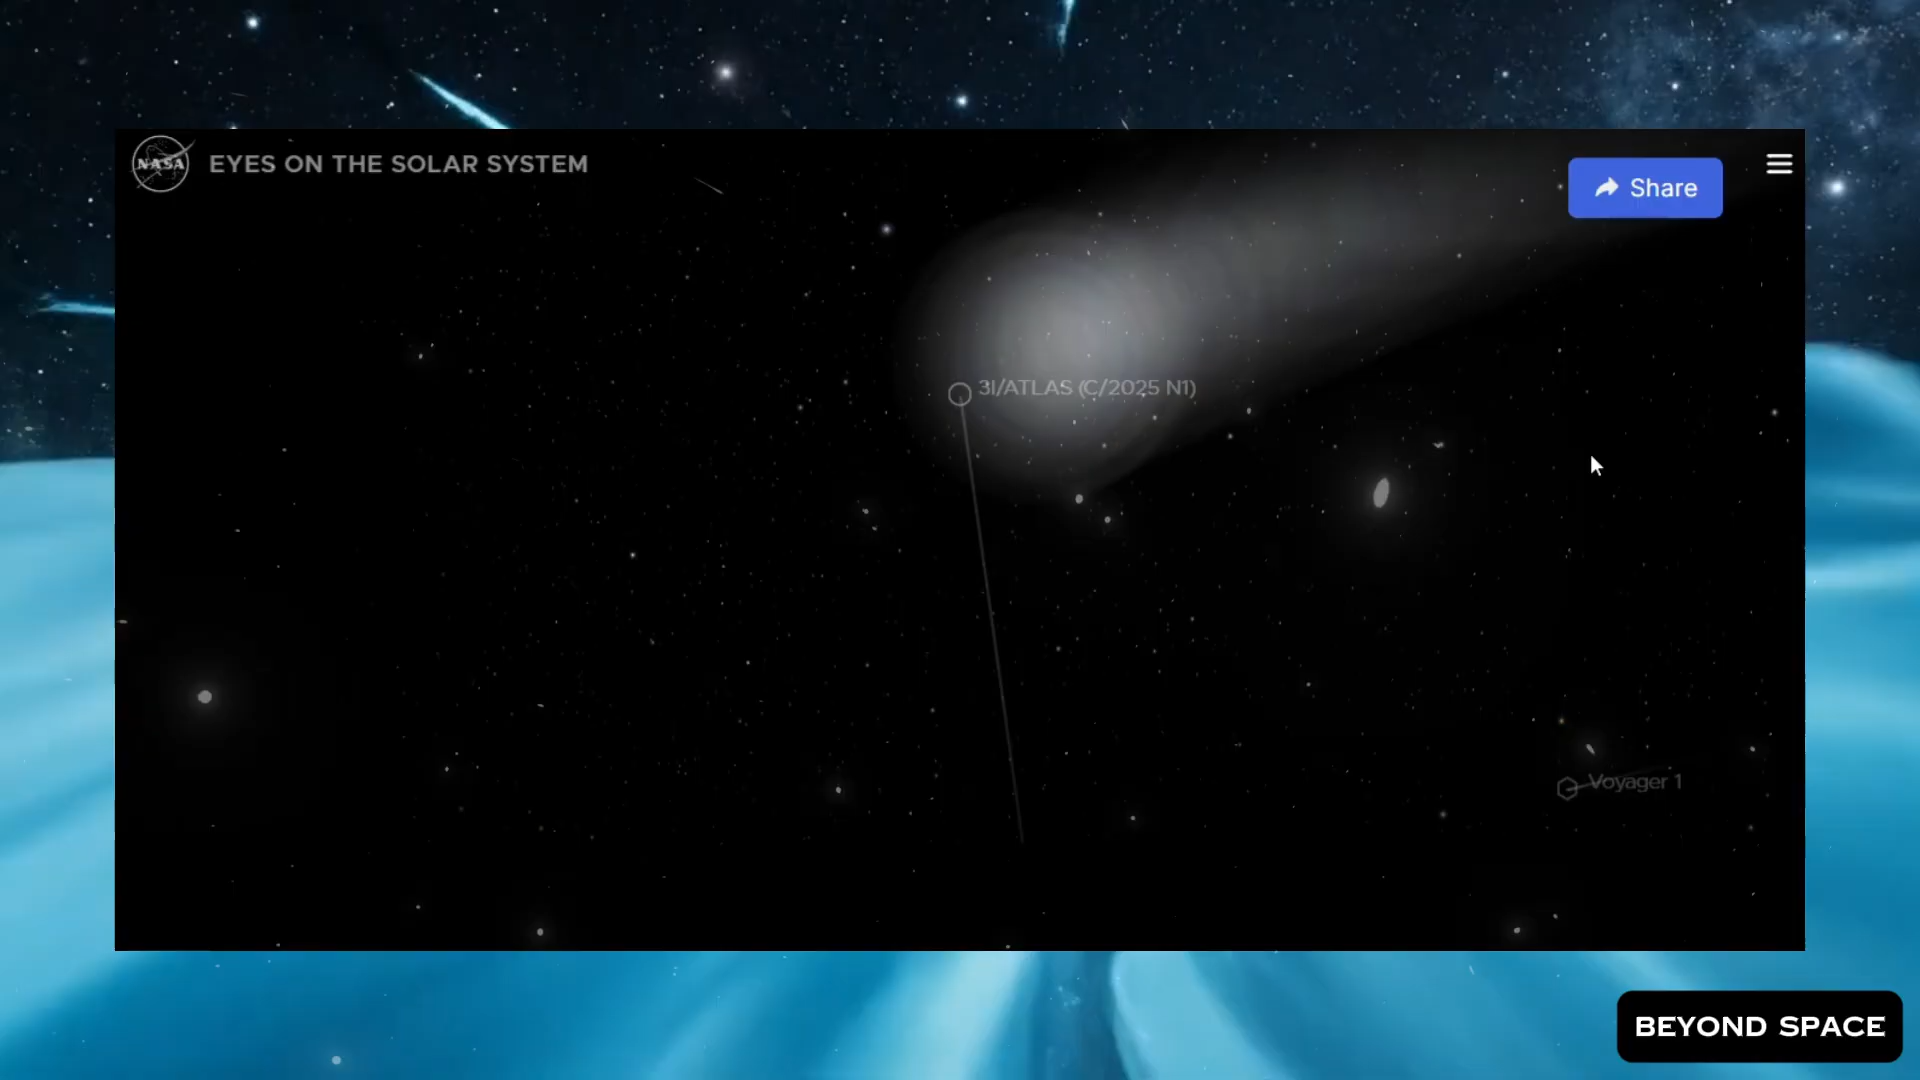 NASA
EYES ON THE SOLAR SYSTEM
Share
3I/ATLAS (C/2025 N1)
Voyager 1
BEYOND SPACE